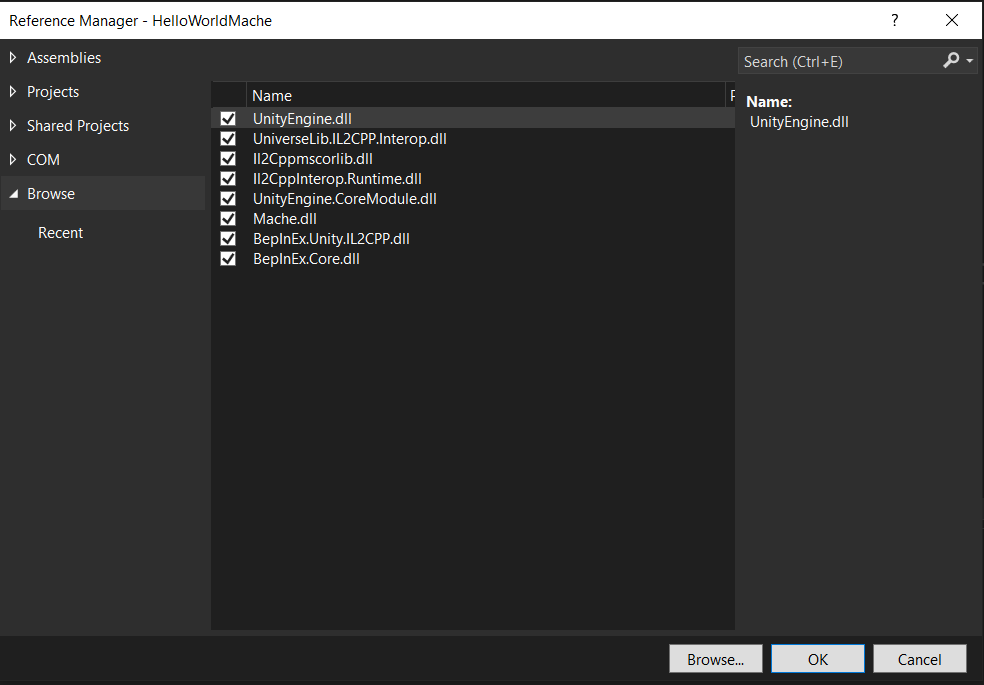 Reference Manager - HelloWorldMache
?
Assemblies
Projects
Shared Projects
COM
Browse
Recent
Name
UnityEngine.dll
UniverseLib.IL2CPP.Interop.dll
Il2Cppmscorlib.dll
Il2CppInterop.Runtime.dll
UnityEngine.CoreModule.dll
Mache.dll
BepInEx.Unity.IL2CPP.dll
BepInEx.Core.dll
Search (Ctrl+E)
Name:
UnityEngine.dll
Browse...
OK
Cancel